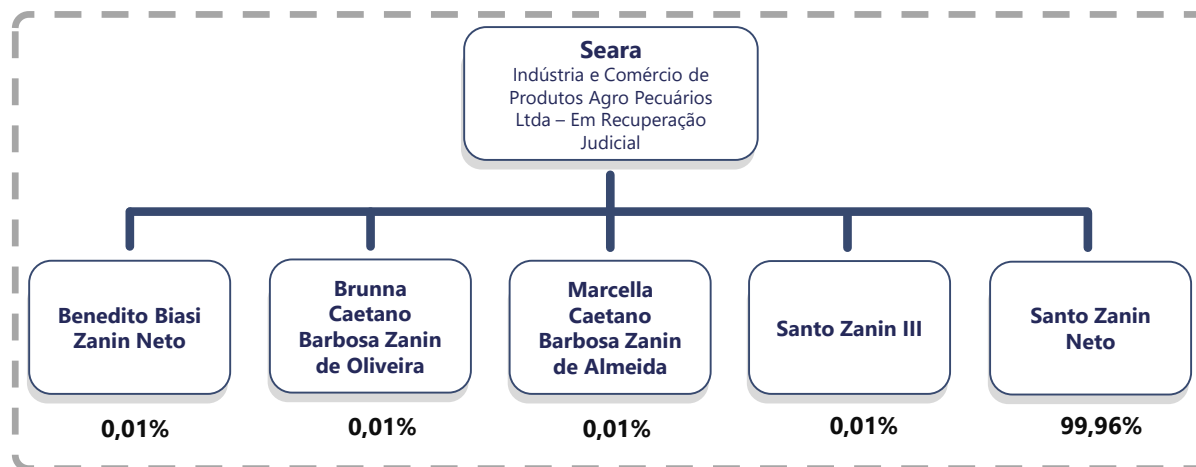 Seara
Indústria e Comércio de
Produtos Agro Pecuários
Ltda – Em Recuperação
Judicial
Benedito Biasi
Zanin Neto
0,01%
Brunna
Caetano
Barbosa Zanin
de Oliveira
0,01%
Marcella
Caetano
Barbosa Zanin
de Almeida
0,01%
Santo Zanin III
0,01%
Santo Zanin
Neto
99,96%